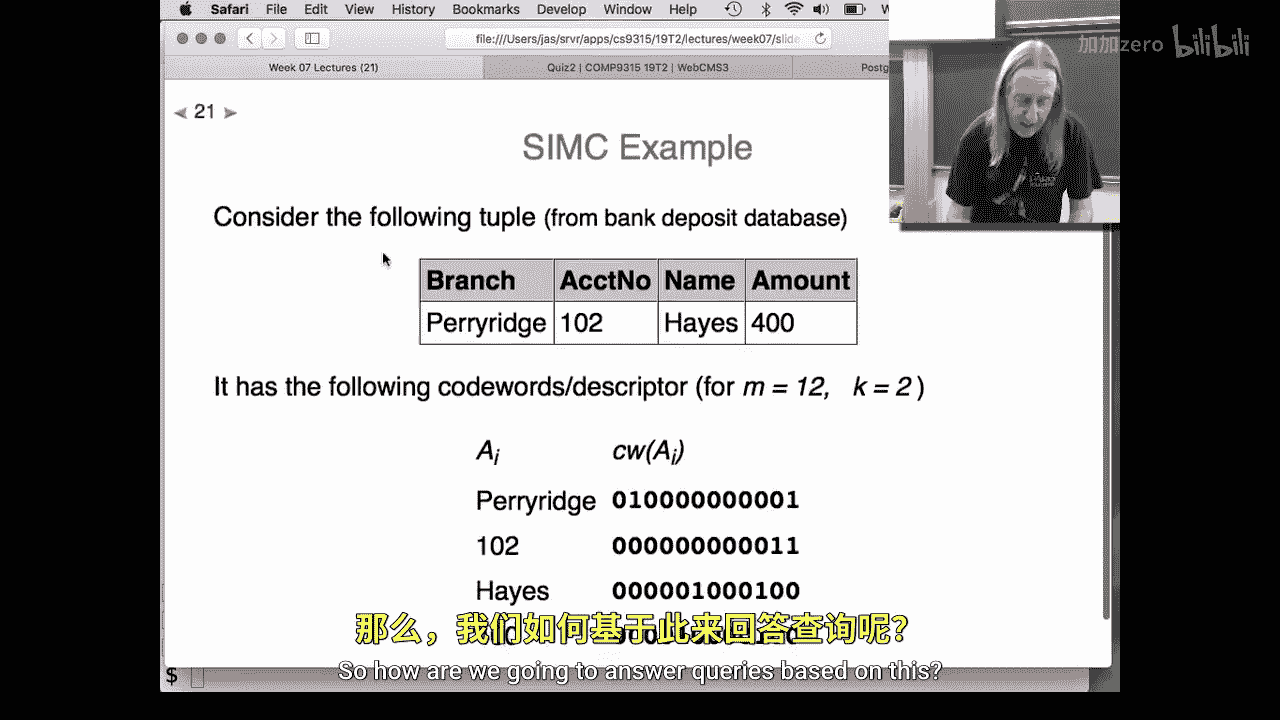 Safari File Edit View History Bookmarks Develop Window Help
加加zero bilibili
file:///Users/jas/srvr/apps/cs9315/19T2/lectures/week07/slide
Week 07 Lectures (21) Quiz2 | COMP9315 19T2 | WebCMS3 Postg
21
SIMC Example
Consider the following tuple (from bank deposit database)
Branch AcctNo Name Amount
Perryridge 102 Hayes 400
It has the following codewords/descriptor (for m = 12, k = 2 )
Ai cw(Ai)
Perryridge 010000000001
102 000000000011
Hayes 000001000100
那么，我们如何基于此来回答查询呢？
So how are we going to answer queries based on this?
$